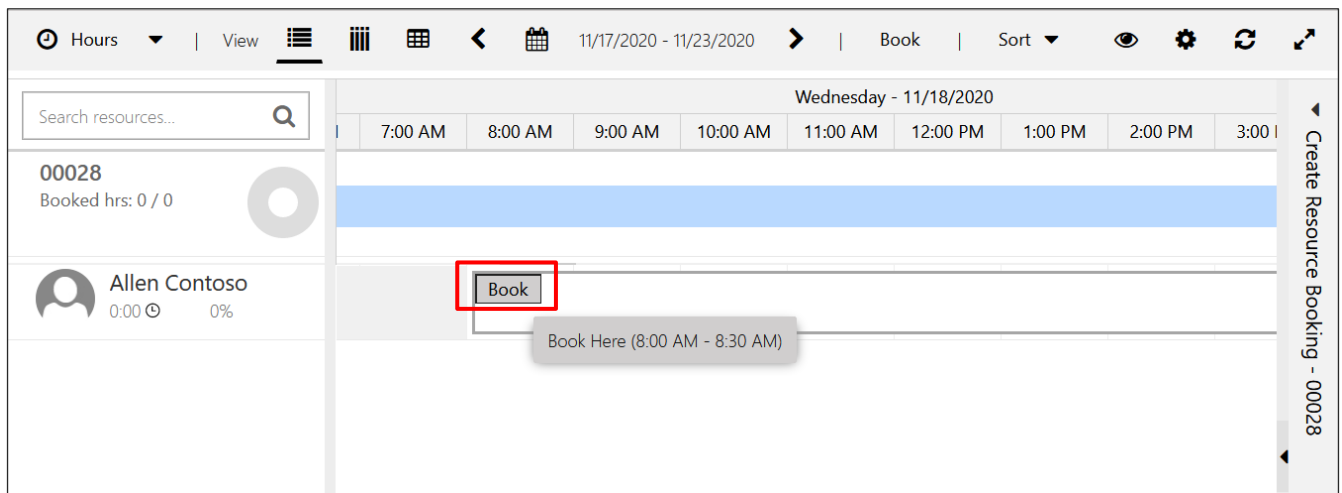 Hours | View 11/17/2020 - 11/23/2020 | Book | Sort
Search resources...
Wednesday - 11/18/2020
7:00 AM 8:00 AM 9:00 AM 10:00 AM 11:00 AM 12:00 PM 1:00 PM 2:00 PM 3:00
00028
Booked hrs: 0 / 0
Allen Contoso
0:00 0%
Book
Book Here (8:00 AM - 8:30 AM)
Create Resource Booking - 00028